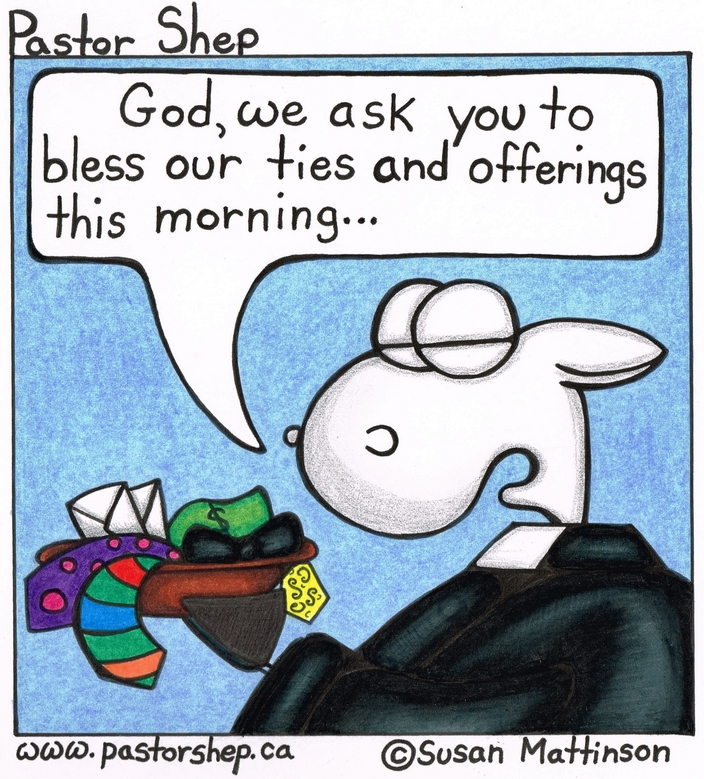 Pastor Shep
God, we ask you to
bless our ties and offerings
this morning...
$
www.pastorshep.ca
©Susan Mattinson